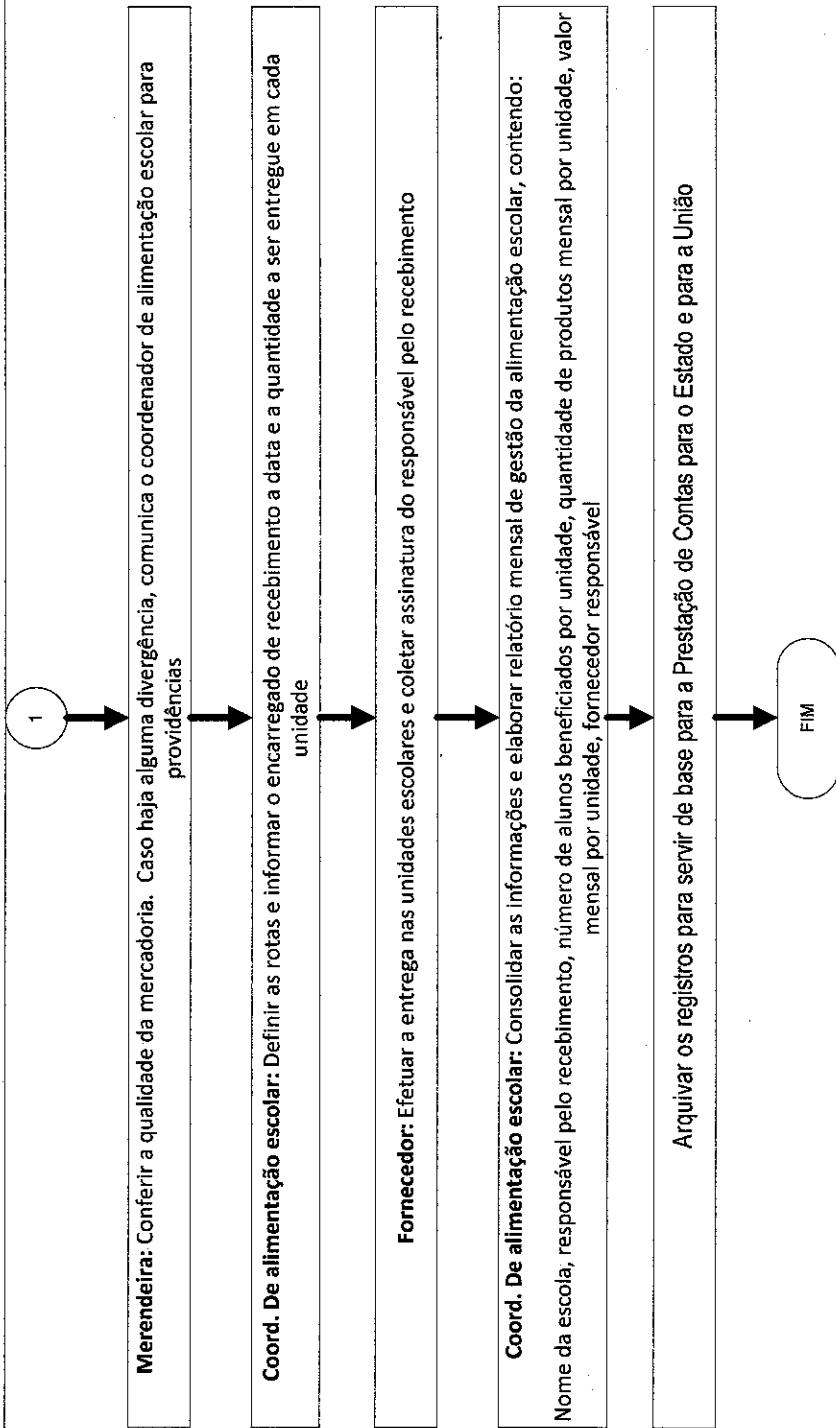 1
Merendeira: Conferir a qualidade da mercadoria. Caso haja alguma divergência, comunica o coordenador de alimentação escolar para
providências
Coord. De alimentação escolar: Definir as rotas e informar o encarregado de recebimento a data e a quantidade a ser entregue em cada
unidade
Fornecedor: Efetuar a entrega nas unidades escolares e coletar assinatura do responsável pelo recebimento
Coord. De alimentação escolar: Consolidar as informações e elaborar relatório mensal de gestão da alimentação escolar, contendo:
Nome da escola, responsável pelo recebimento, número de alunos beneficiados por unidade, quantidade de produtos mensal por unidade, valor
mensal por unidade, fornecedor responsável
Arquivar os registros para servir de base para a Prestação de Contas para o Estado e para a União
FIM